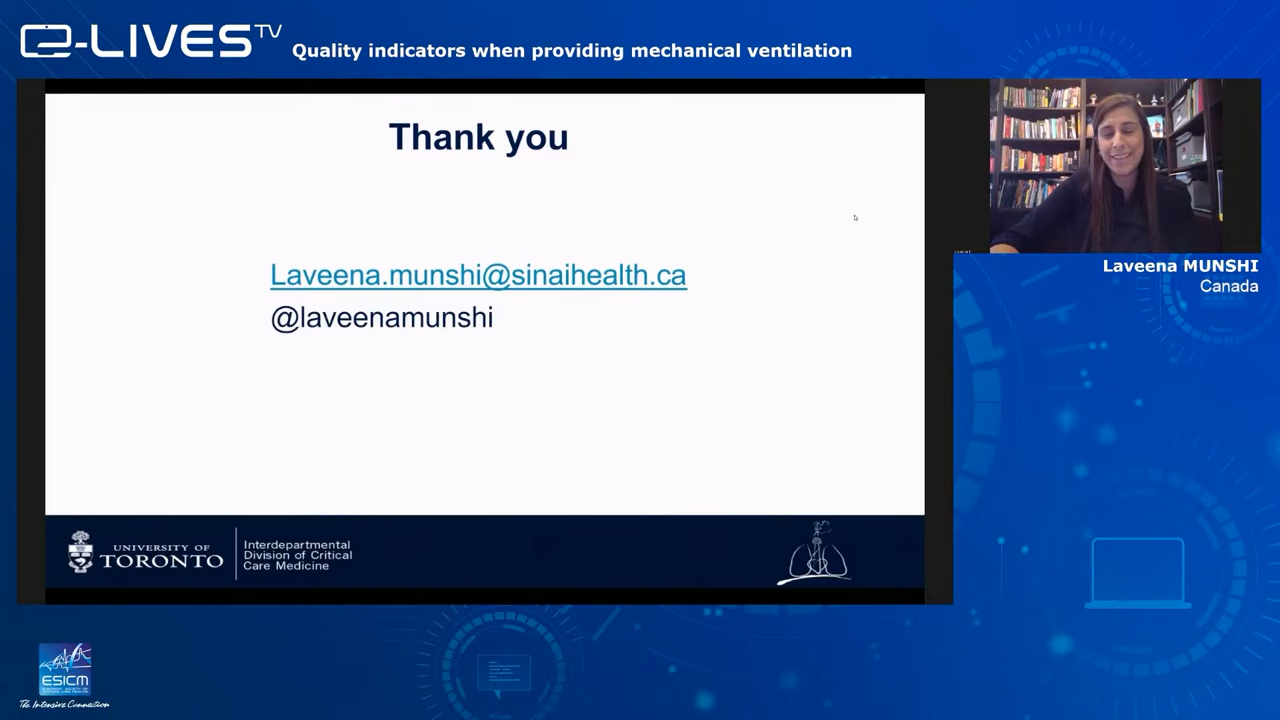 e-LIVES TV
Quality indicators when providing mechanical ventilation
Thank you
Laveena.munshi@sinaihealth.ca
@laveenamunshi
Laveena MUNSHI
Canada
UNIVERSITY OF
TORONTO
Interdepartmental
Division of Critical
Care Medicine
ESICM
The Intensive Connection